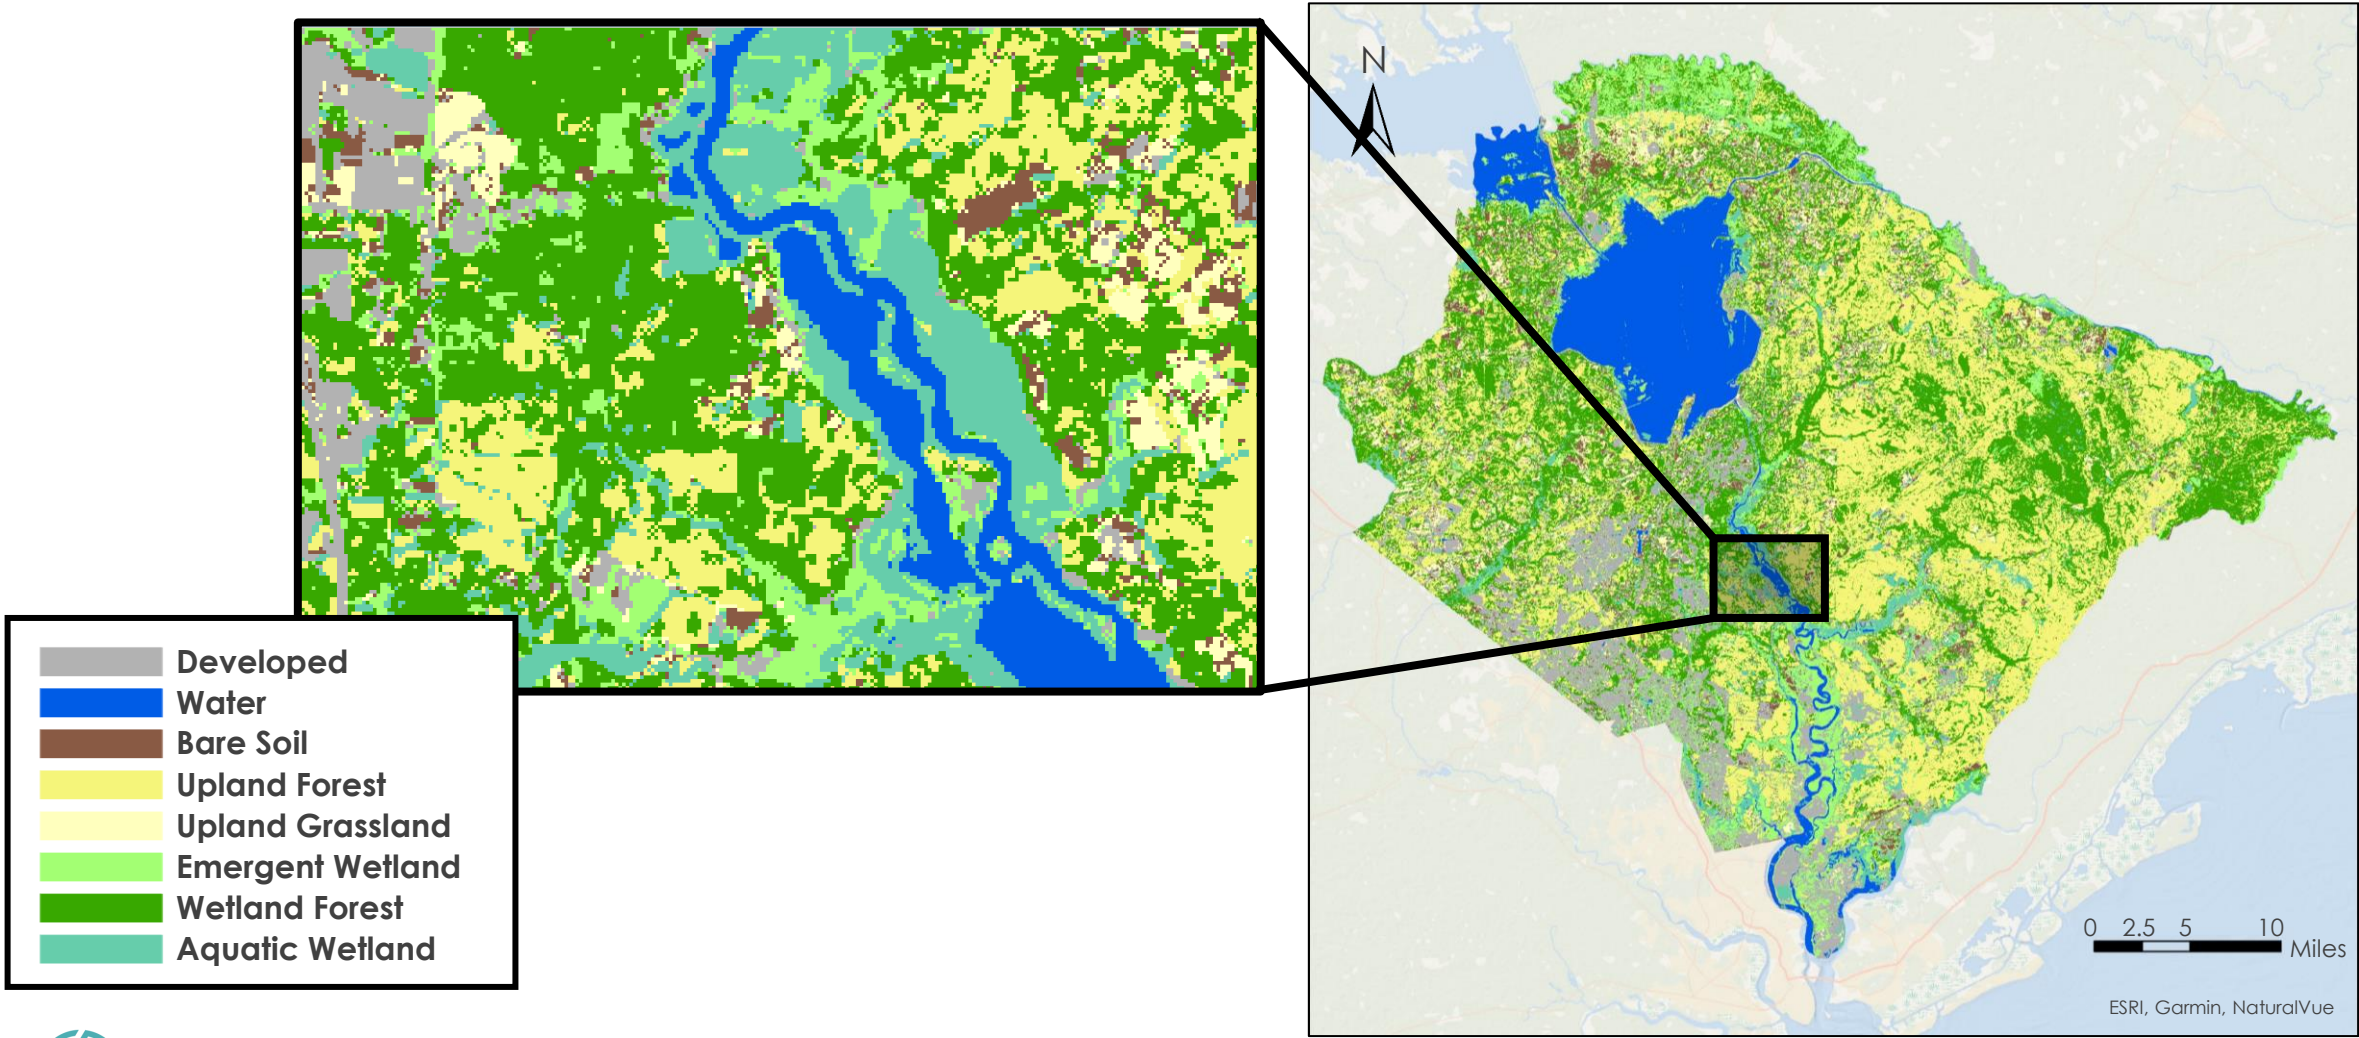 N
Developed
Water
Bare Soil
Upland Forest
Upland Grassland
Emergent Wetland
Wetland Forest
Aquatic Wetland
0 2.5 5 10
Miles
ESRI, Garmin, NaturalVue